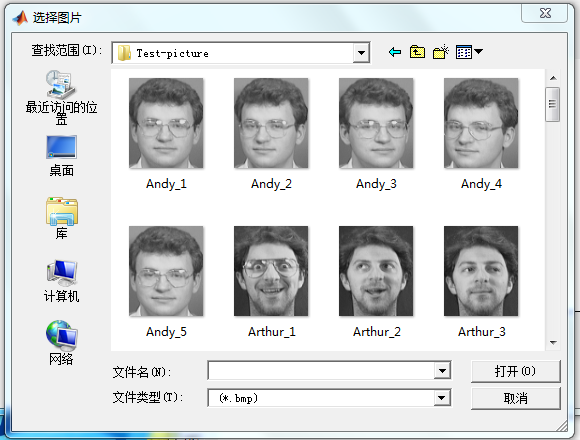 选择图片
查找范围(I):
Test-picture
最近访问的位
置
桌面
库
计算机
网络
Andy_1
Andy_2
Andy_3
Andy_4
Andy_5
Arthur_1
Arthur_2
Arthur_3
文件名(N):
打开(O)
文件类型(T):
(*.bmp)
取消